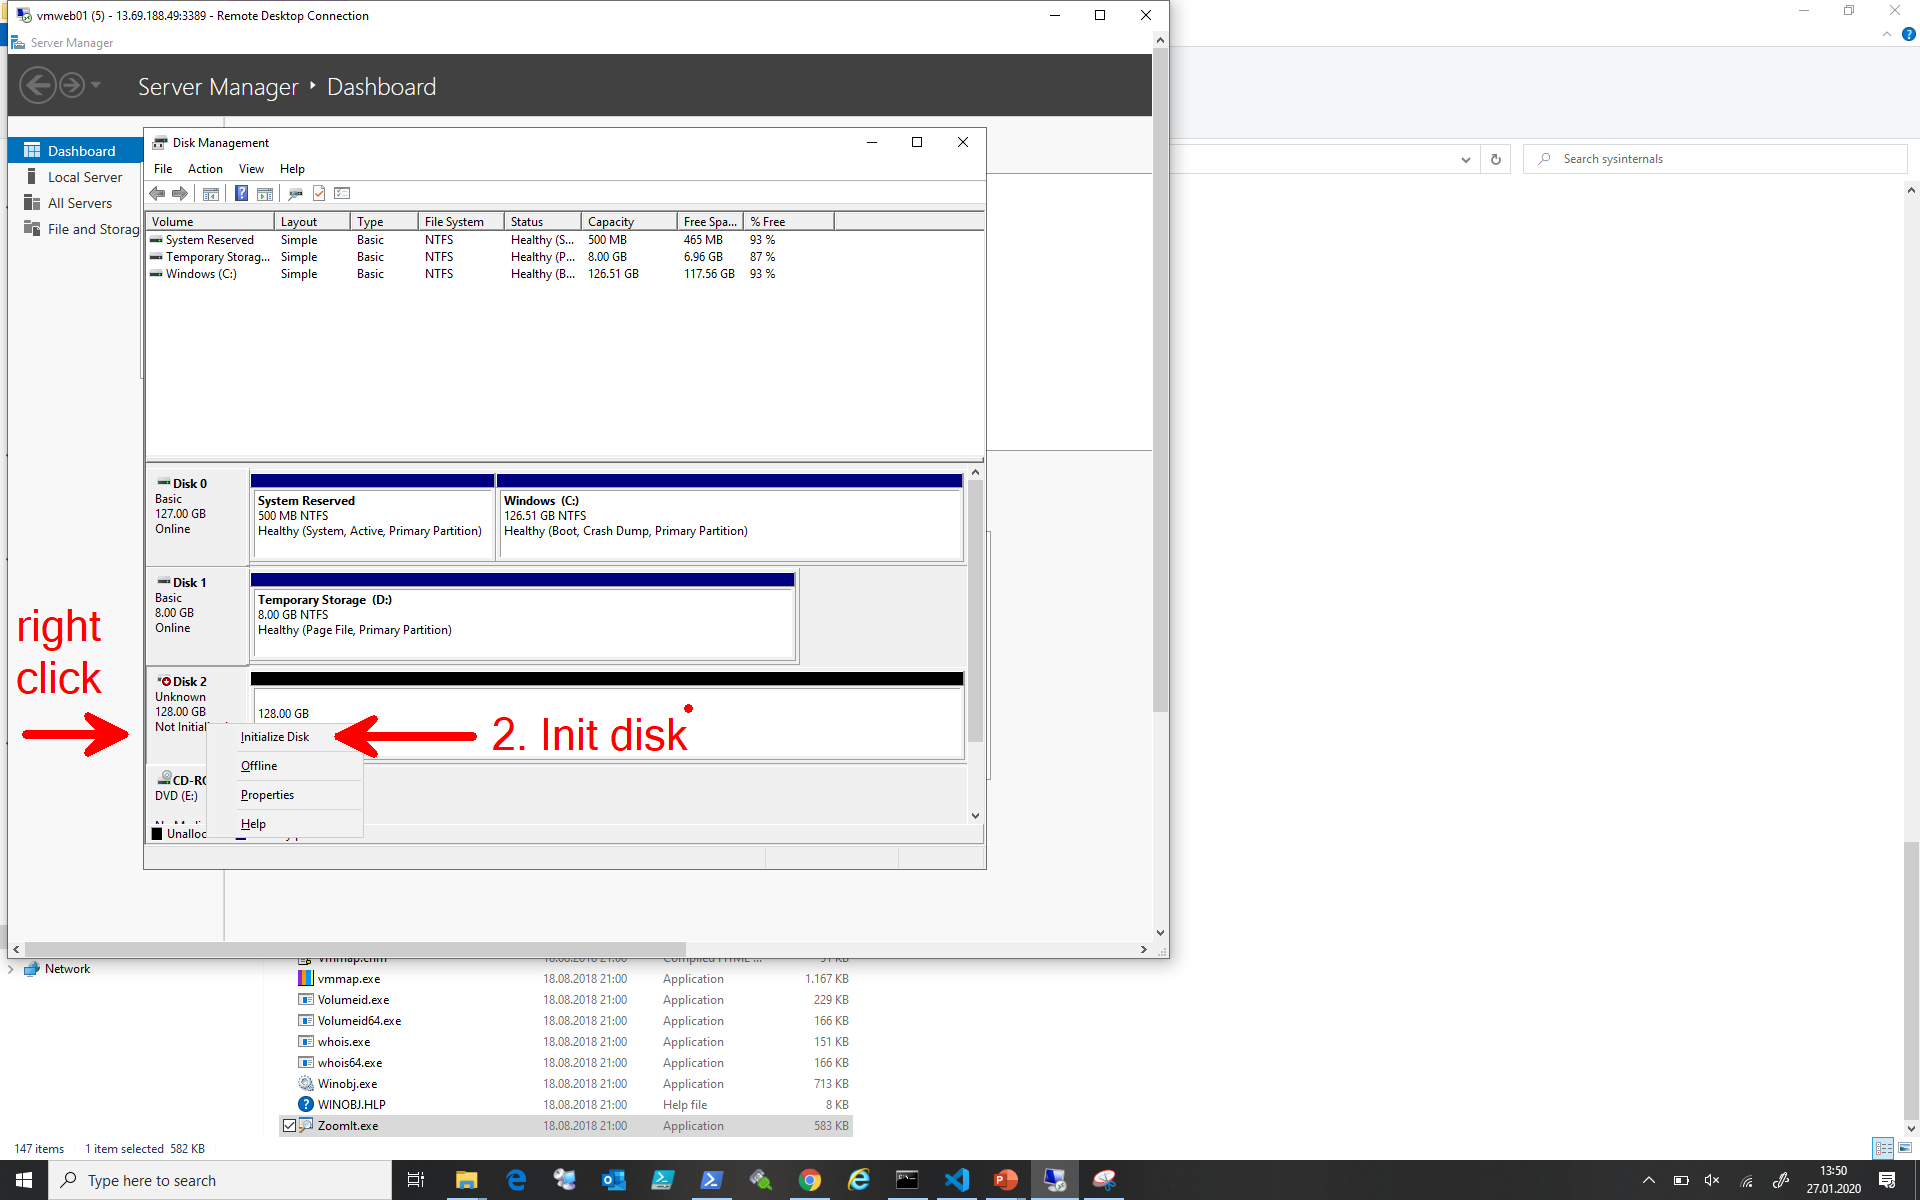 vmweb01 (5) - 13.69.188.49:3389 - Remote Desktop Connection
Server Manager
Server Manager ‣ Dashboard
Dashboard
Local Server
All Servers
File and Storag
Disk Management
File Action View Help
Volume Layout Type File System Status Capacity Free Spa... % Free
System Reserved Simple Basic NTFS Healthy (S... 500 MB 465 MB 93 %
Temporary Storag... Simple Basic NTFS Healthy (P... 8.00 GB 6.96 GB 87 %
Windows (C:) Simple Basic NTFS Healthy (B... 126.51 GB 117.56 GB 93 %
Disk 0
Basic
127.00 GB
Online
System Reserved
500 MB NTFS
Healthy (System, Active, Primary Partition)
Windows (C:)
126.51 GB NTFS
Healthy (Boot, Crash Dump, Primary Partition)
Disk 1
Basic
8.00 GB
Online
Temporary Storage (D:)
8.00 GB NTFS
Healthy (Page File, Primary Partition)
right
click
Disk 2
Unknown
128.00 GB
Not Initial
128.00 GB
2. Init disk
Initialize Disk
Offline
Properties
Help
CD-RO
DVD (E:)
Unalloc
Search sysinternals
Network
vmmap.chm 18.08.2018 21:00 Compiled HTML ... 51 KB
vmmap.exe 18.08.2018 21:00 Application 1.167 KB
Volumeid.exe 18.08.2018 21:00 Application 229 KB
Volumeid64.exe 18.08.2018 21:00 Application 166 KB
whois.exe 18.08.2018 21:00 Application 151 KB
whois64.exe 18.08.2018 21:00 Application 166 KB
Winobj.exe 18.08.2018 21:00 Application 713 KB
WINOBJ.HLP 18.08.2018 21:00 Help file 8 KB
ZoomIt.exe 18.08.2018 21:00 Application 583 KB
147 items 1 item selected 582 KB
Type here to search
13:50
27.01.2020